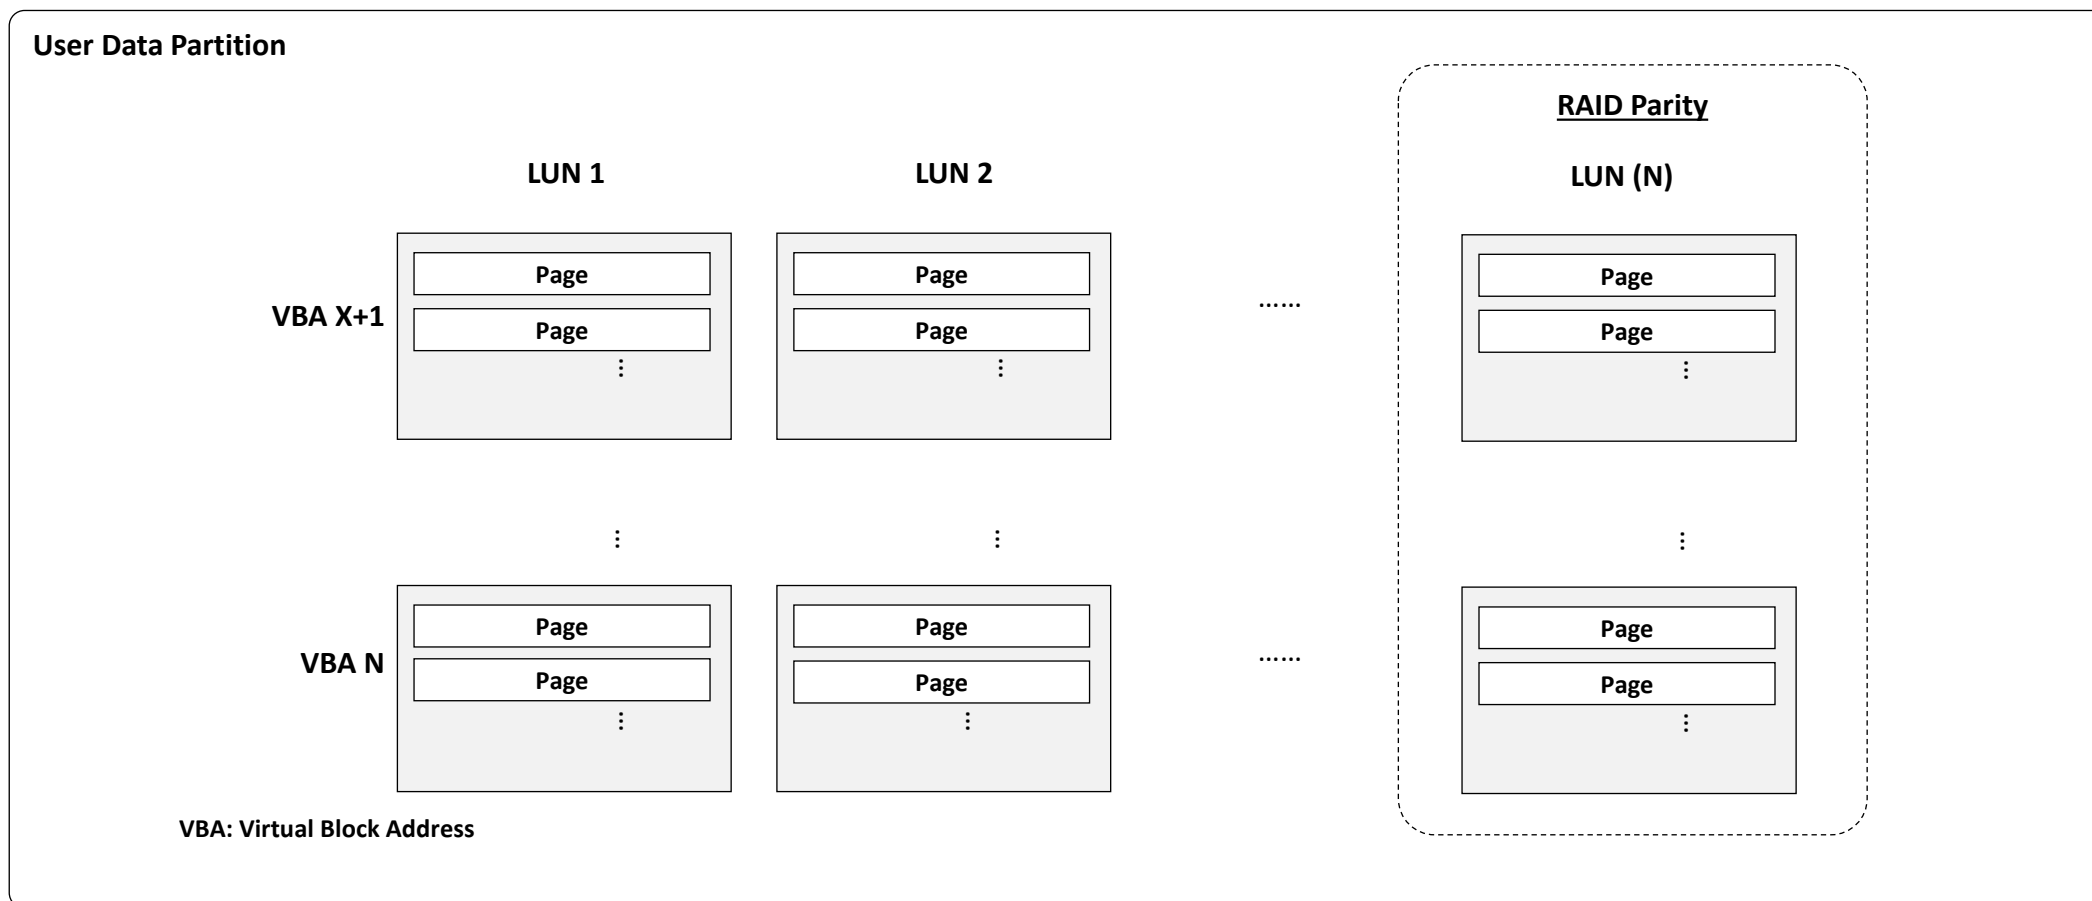 User Data Partition
RAID Parity
LUN 1
LUN 2
LUN (N)
VBA X+1
Page
Page
⋮
Page
Page
⋮
......
Page
Page
⋮
⋮
⋮
⋮
VBA N
Page
Page
⋮
Page
Page
⋮
......
Page
Page
⋮
VBA: Virtual Block Address